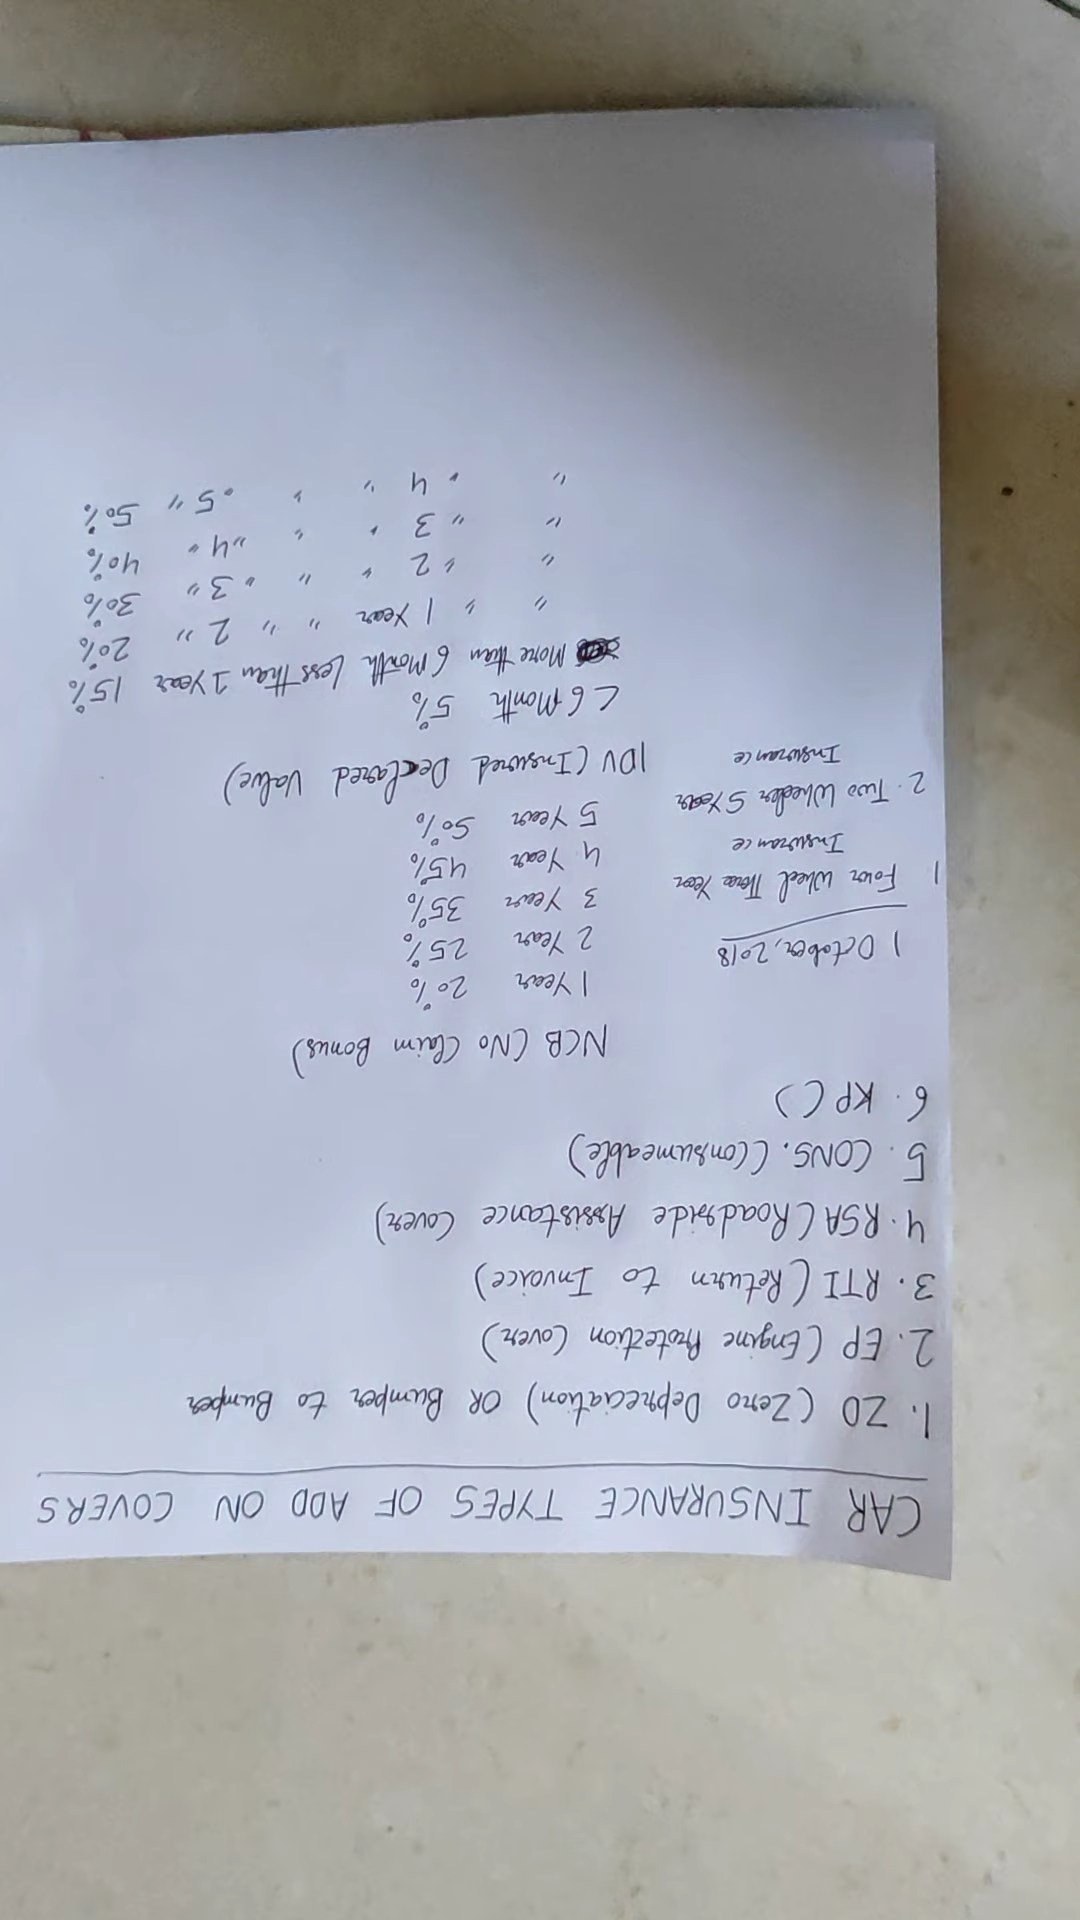 CAR INSURANCE TYPES OF ADD ON COVERS
1. ZD (Zero Depreciation) OR Bumper to Bumper
2. EP (Engine Protection Cover)
3. RTI (Return to Invoice)
4. RSA (Roadside Assistance Cover)
5. CONS. (Consumeable)
6. KP ( )
NCB (No Claim Bonus)
1 Year 20%
2 Year 25%
3 Year 35%
4 Year 45%
5 Year 50%
1 October, 2018
1 Four Wheel Three Year
Insurance
2. Two Wheeler 5 Year
Insurance
IDV (Insured Declared Value)
< 6 Month 5%
More than 6 Month Less than 1 Year 15%
" " 1 Year " " 2 " 20%
" " 2 " " " 3 " 30%
" " 3 " " " 4 " 40%
" " 4 " " " 5 " 50%